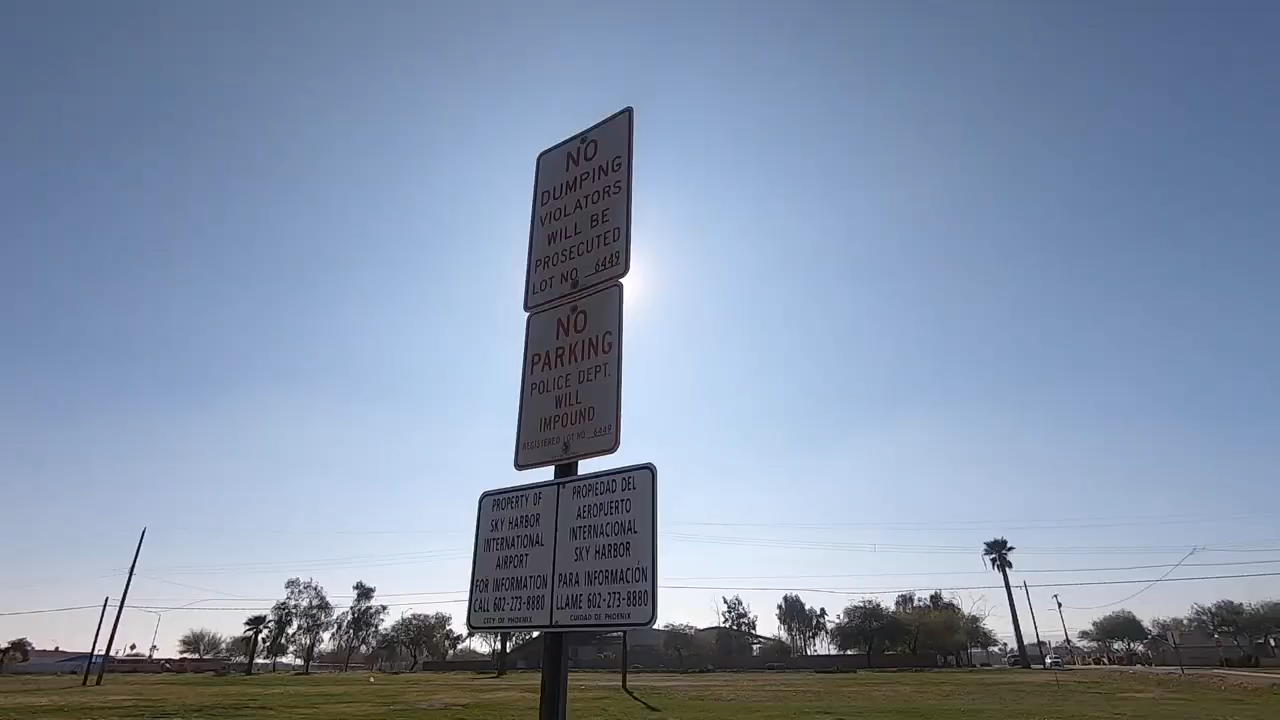 NO
DUMPING
VIOLATORS
WILL BE
PROSECUTED
LOT NO 6449
NO
PARKING
POLICE DEPT.
WILL
IMPOUND
REGISTERED LOT NO 6449
PROPERTY OF
SKY HARBOR
INTERNATIONAL
AIRPORT
FOR INFORMATION
CALL 602-273-8880
CITY OF PHOENIX
PROPIEDAD DEL
AEROPUERTO
INTERNACIONAL
SKY HARBOR
PARA INFORMACIÓN
LLAME 602-273-8880
CUIDAD DE PHOENIX